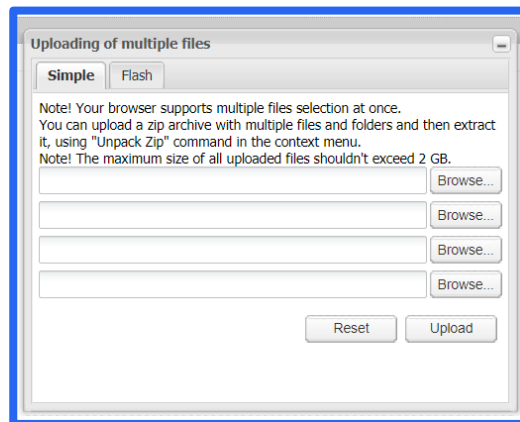 Uploading of multiple files
Simple Flash
Note! Your browser supports multiple files selection at once.
You can upload a zip archive with multiple files and folders and then extract
it, using "Unpack Zip" command in the context menu.
Note! The maximum size of all uploaded files shouldn't exceed 2 GB.
Browse...
Browse...
Browse...
Browse...
Reset Upload